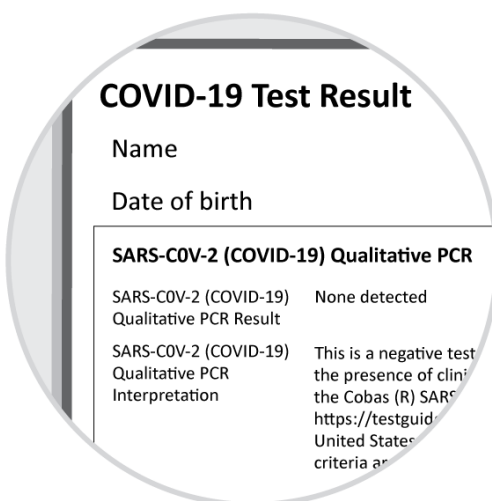 COVID-19 Test Result
Name
Date of birth
SARS-C0V-2 (COVID-19) Qualitative PCR
SARS-C0V-2 (COVID-19) None detected
Qualitative PCR Result
SARS-C0V-2 (COVID-19)
Qualitative PCR
Interpretation
This is a negative test
the presence of
the Cobas (R)
United States
criteria